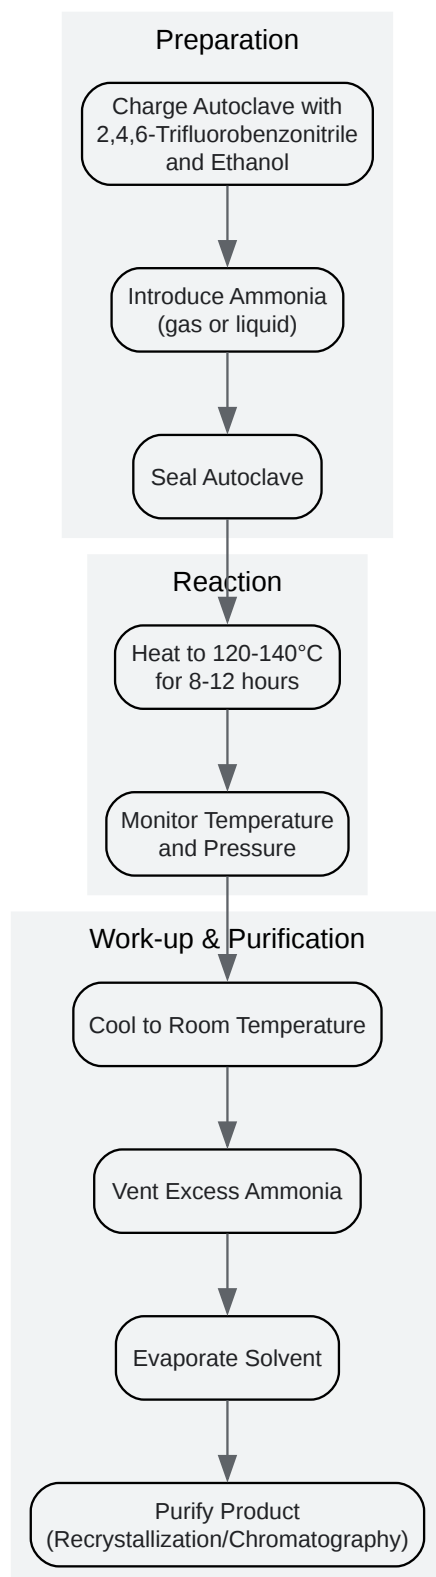 Preparation
Charge Autoclave with
2,4,6-Trifluorobenzonitrile
and Ethanol
Introduce Ammonia
(gas or liquid)
Seal Autoclave
Reaction
Heat to 120-140°C
for 8-12 hours
Monitor Temperature
and Pressure
Work-up & Purification
Cool to Room Temperature
Vent Excess Ammonia
Evaporate Solvent
Purify Product
(Recrystallization/Chromatography)